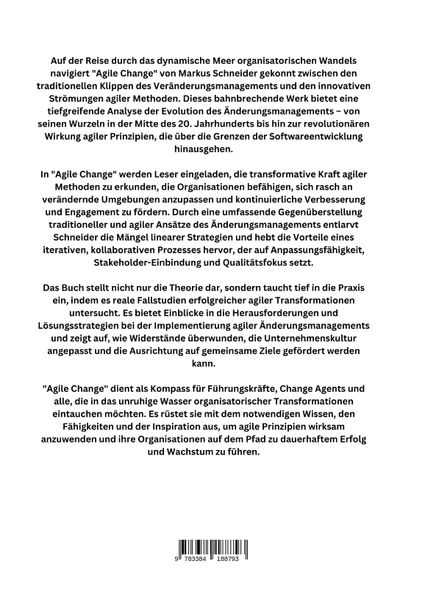 Auf der Reise durch das dynamische Meer organisatorischen Wandels
navigiert "Agile Change" von Markus Schneider gekonnt zwischen den
traditionellen Klippen des Veränderungsmanagements und den innovativen
Strömungen agiler Methoden. Dieses bahnbrechende Werk bietet eine
tiefgreifende Analyse der Evolution des Änderungsmanagements – von
seinen Wurzeln in der Mitte des 20. Jahrhunderts bis hin zur revolutionären
Wirkung agiler Prinzipien, die über die Grenzen der Softwareentwicklung
hinausgehen.
In "Agile Change" werden Leser eingeladen, die transformative Kraft agiler
Methoden zu erkunden, die Organisationen befähigen, sich rasch an
verändernde Umgebungen anzupassen und kontinuierliche Verbesserung
und Engagement zu fördern. Durch eine umfassende Gegenüberstellung
traditioneller und agiler Ansätze des Änderungsmanagements entlarvt
Schneider die Mängel linearer Strategien und hebt die Vorteile eines
iterativen, kollaborativen Prozesses hervor, der auf Anpassungsfähigkeit,
Stakeholder-Einbindung und Qualitätsfokus setzt.
Das Buch stellt nicht nur die Theorie dar, sondern taucht tief in die Praxis
ein, indem es reale Fallstudien erfolgreicher agiler Transformationen
untersucht. Es bietet Einblicke in die Herausforderungen und
Lösungsstrategien bei der Implementierung agiler Änderungsmanagements
und zeigt auf, wie Widerstände überwunden, die Unternehmenskultur
angepasst und die Ausrichtung auf gemeinsame Ziele gefördert werden
kann.
"Agile Change" dient als Kompass für Führungskräfte, Change Agents und
alle, die in das unruhige Wasser organisatorischer Transformationen
eintauchen möchten. Es rüstet sie mit dem notwendigen Wissen, den
Fähigkeiten und der Inspiration aus, um agile Prinzipien wirksam
anzuwenden und ihre Organisationen auf dem Pfad zu dauerhaftem Erfolg
und Wachstum zu führen.
9 783384 188793